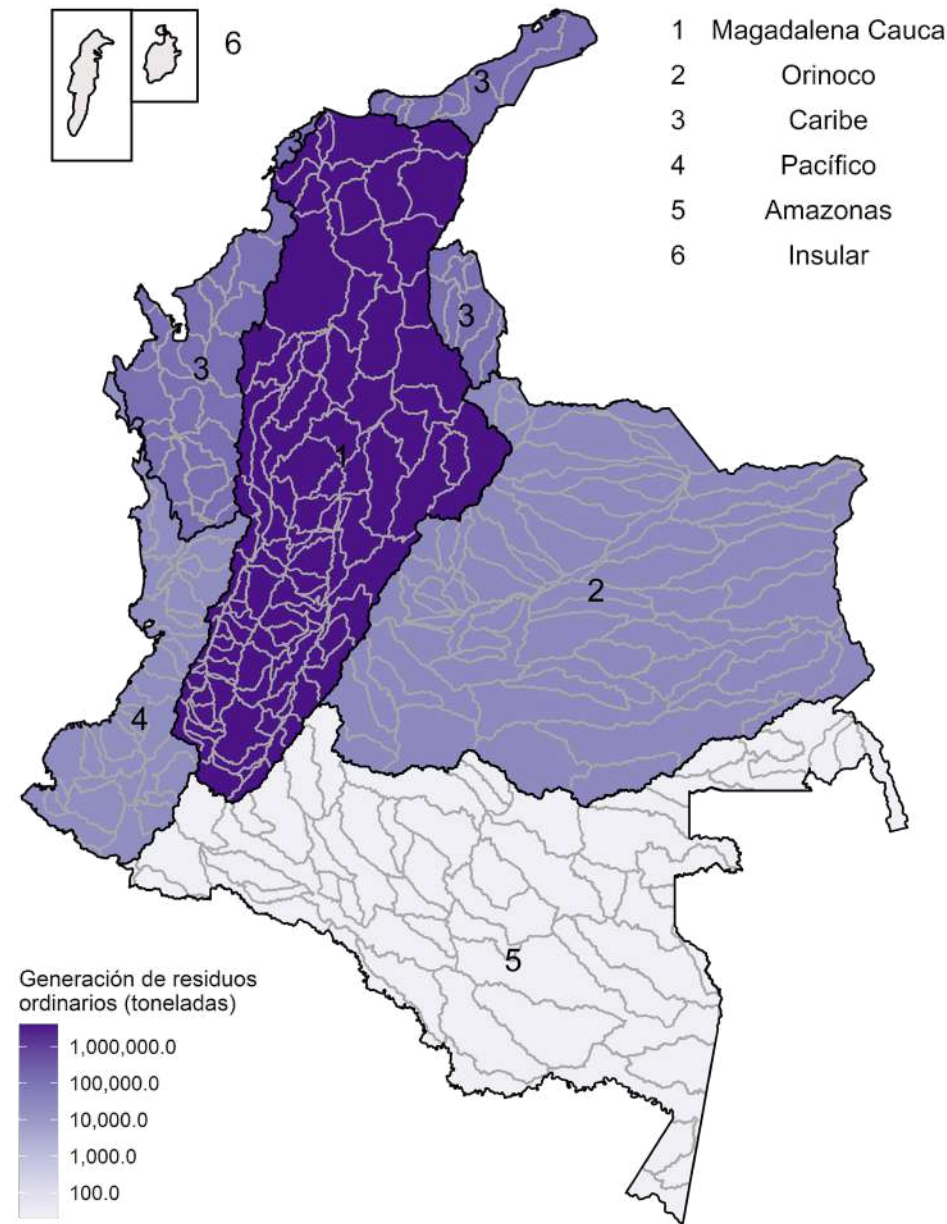 6
1 Magadalena Cauca
2 Orinoco
3 Caribe
4 Pacífico
5 Amazonas
6 Insular
3
3
3
3
1
2
4
5
Generación de residuos
ordinarios (toneladas)
1,000,000.0
100,000.0
10,000.0
1,000.0
100.0